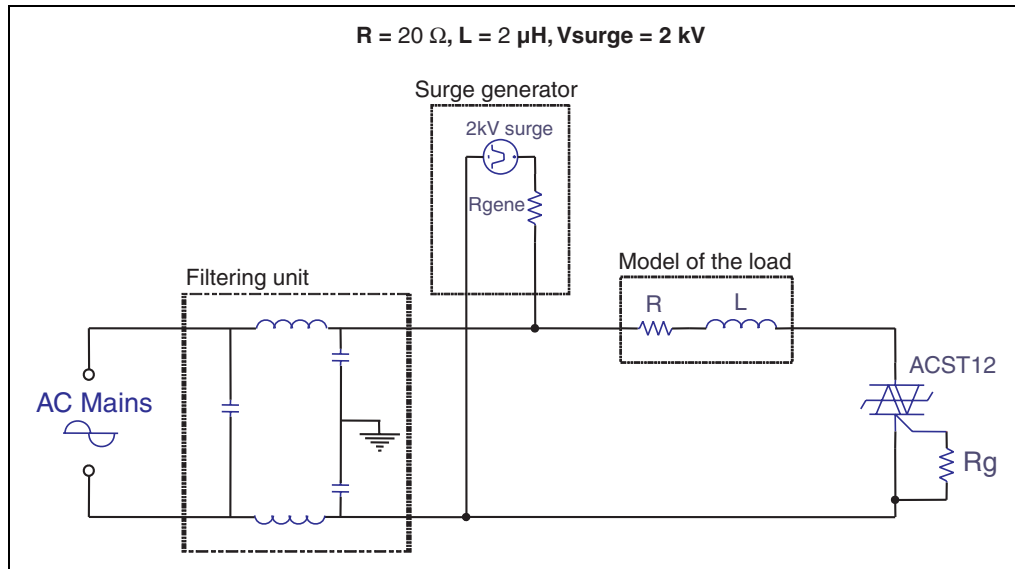 R = 20 Ω, L = 2 µH, Vsurge = 2 kV
Surge generator
2kV surge
Rgene
Model of the load
Filtering unit
R
L
ACST12
AC Mains
Rg